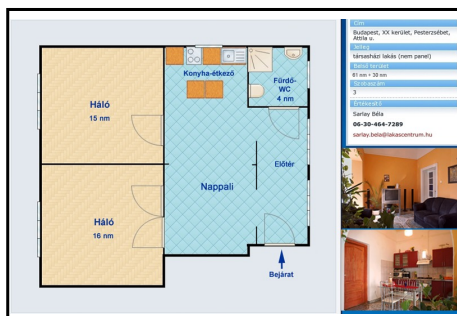 Konyha-étkező
Fürdő-
WC
4 nm
Háló
15 nm
Előtér
Nappali
Háló
16 nm
Bejárat
Cím
Budapest, XX kerület, Pesterzsébet,
Attila u.
Jelleg
társasházi lakás (nem panel)
Belső terület
61 nm + 30 nm
Szobaszám
3
Értékesítő
Sarlay Béla
06-30-464-7289
sarlay.bela@lakascentrum.hu